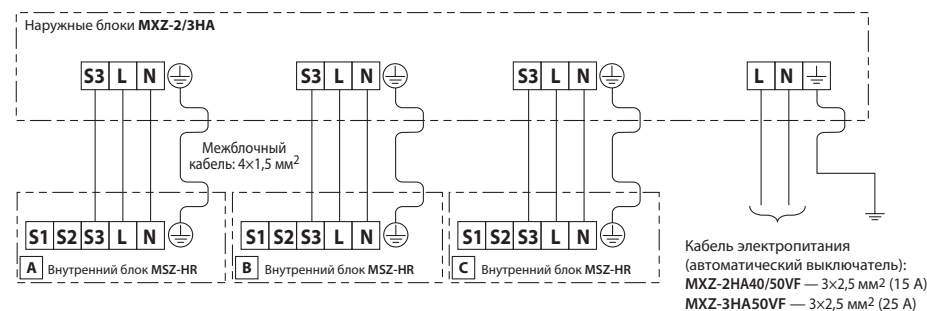 Наружные блоки MXZ-2/3HA
S3 L N
S3 L N
S3 L N
L N
Межблочный
кабель: 4×1,5 мм²
S1 S2 S3 L N
S1 S2 S3 L N
S1 S2 S3 L N
A Внутренний блок MSZ-HR
B Внутренний блок MSZ-HR
C Внутренний блок MSZ-HR
Кабель электропитания
(автоматический выключатель):
MXZ-2HA40/50VF — 3×2,5 мм² (15 А)
MXZ-3HA50VF — 3×2,5 мм² (25 А)